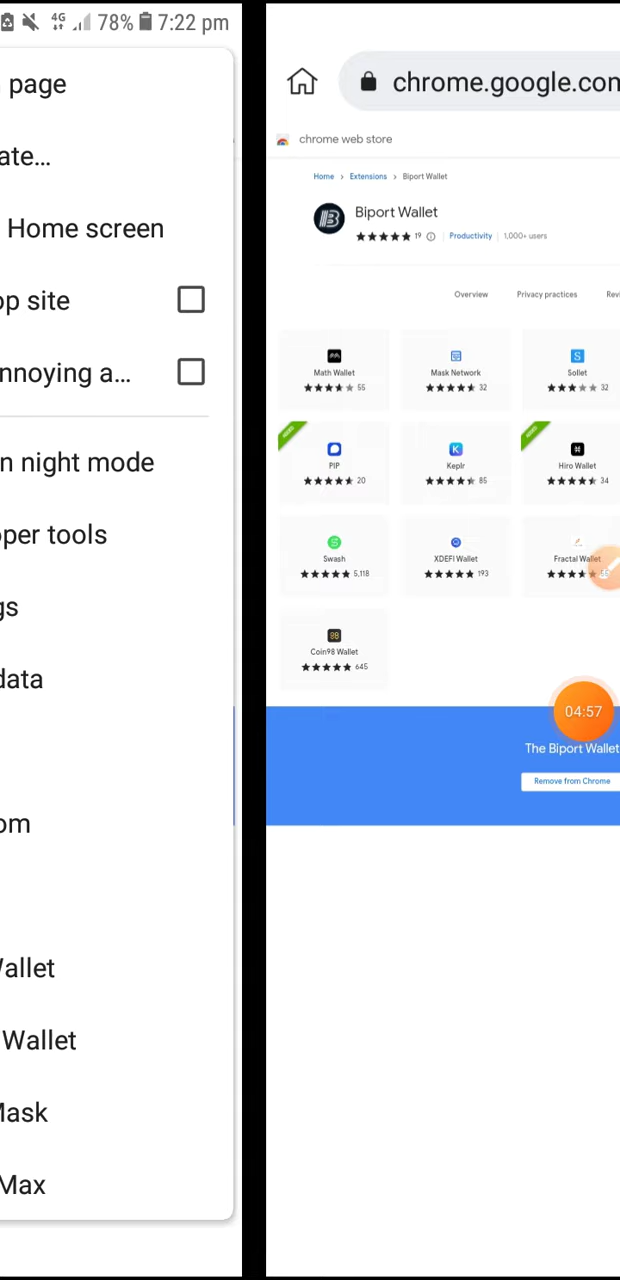 4G 78% 7:22 pm
page
ate...
Home screen
op site
nnoying a...
n night mode
oper tools
gs
data
om
Wallet
Wallet
Mask
Max
chrome.google.com
chrome web store
Home > Extensions > Biport Wallet
Biport Wallet
19 Productivity 1,000+ users
Overview Privacy practices Revi
Math Wallet Mask Network Sollet
55 32 32
PIP Keplr Hiro Wallet
20 85 34
Swash XDEFI Wallet Fractal Wallet
5,118 193
Coin98 Wallet
645
04:57
The Biport Wallet
Remove from Chrome